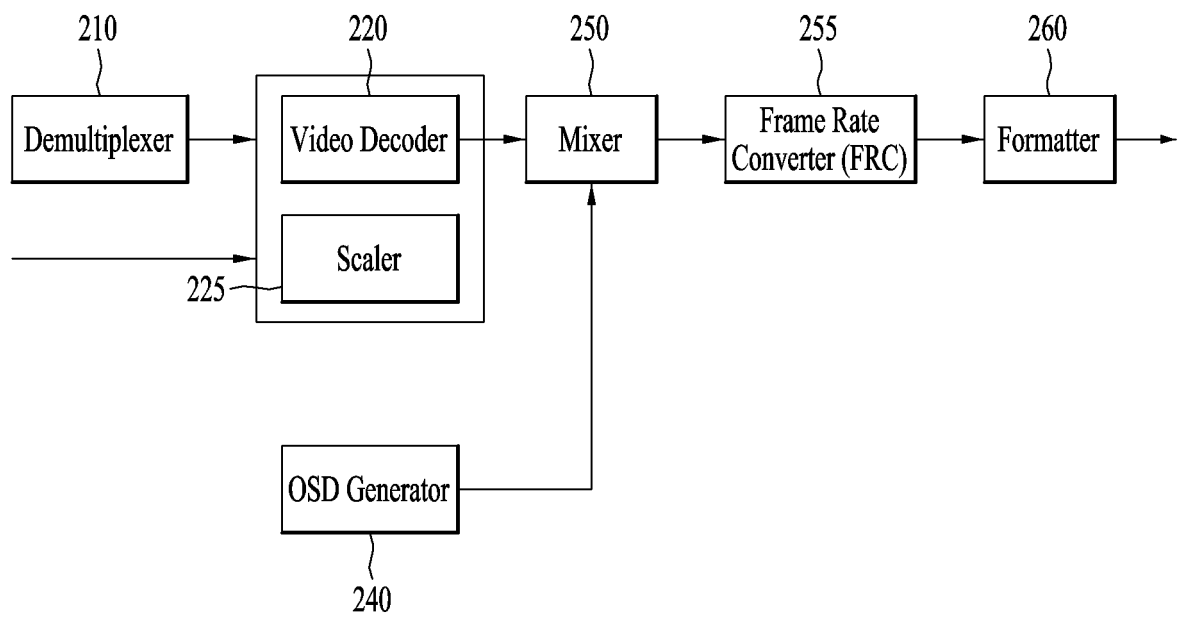 210
220
250
255
260
Demultiplexer
Video Decoder
Mixer
Frame Rate
Converter (FRC)
Formatter
Scaler
225
OSD Generator
240